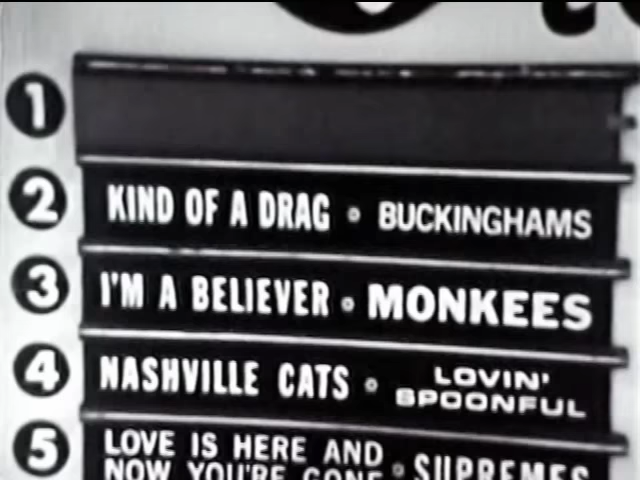 1
2 KIND OF A DRAG • BUCKINGHAMS
3 I'M A BELIEVER • MONKEES
4 NASHVILLE CATS • LOVIN' SPOONFUL
5 LOVE IS HERE AND
NOW YOU'RE GONE • SUPREMES